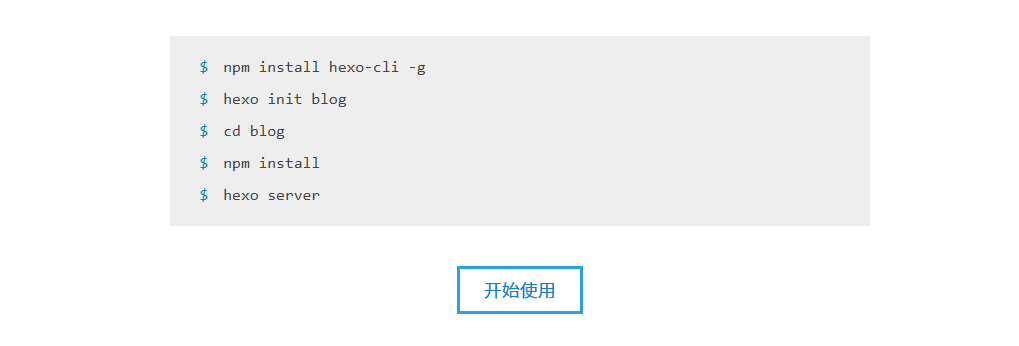 $ npm install hexo-cli -g
$ hexo init blog
$ cd blog
$ npm install
$ hexo server
开始使用